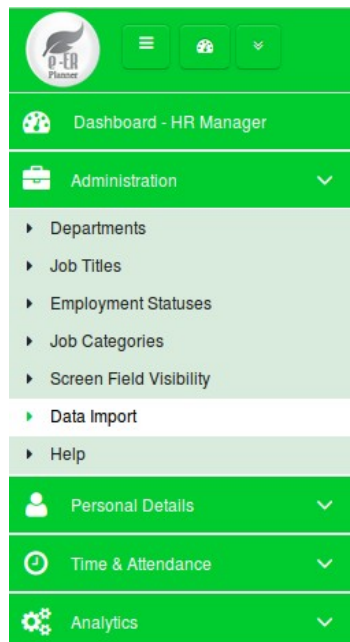 e-ER
Planner
Dashboard - HR Manager
Administration
Departments
Job Titles
Employment Statuses
Job Categories
Screen Field Visibility
Data Import
Help
Personal Details
Time & Attendance
Analytics